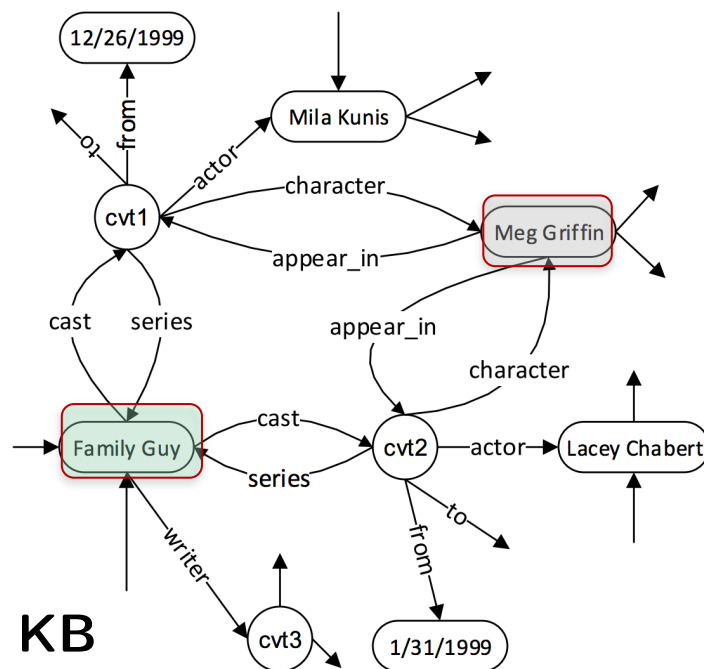 12/26/1999
to
from
Mila Kunis
actor
cvt1
character
Meg Griffin
appear_in
cast
series
appear_in
character
Family Guy
cast
cvt2
actor
Lacey Chabert
series
to
from
writer
KB
cvt3
1/31/1999